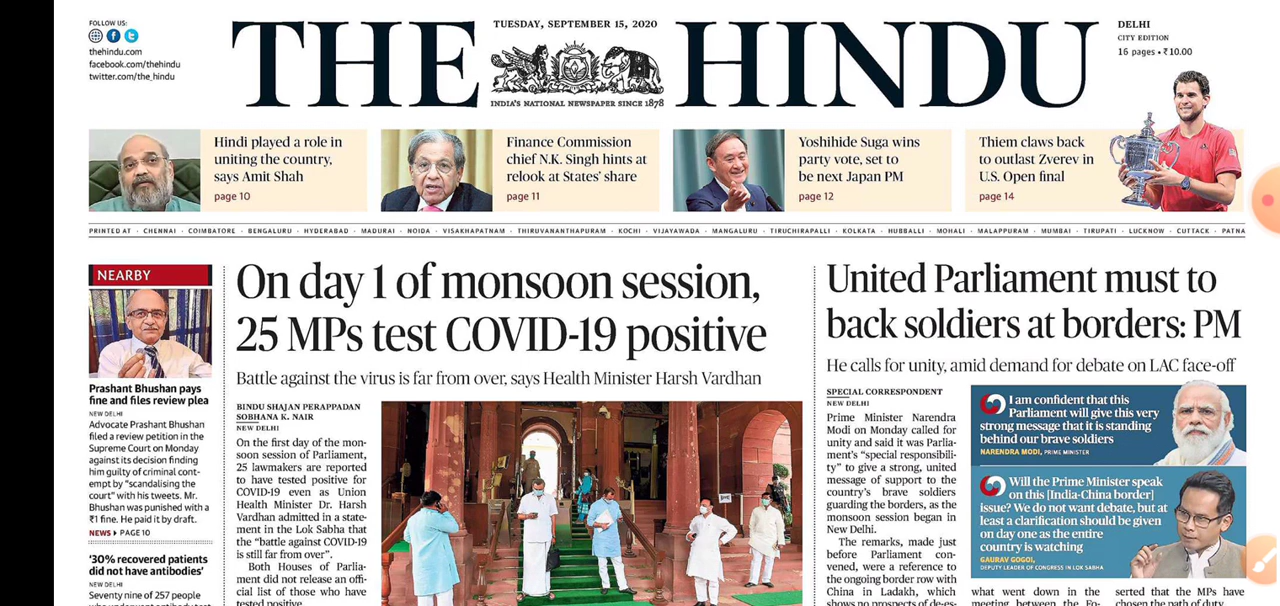 FOLLOW US:
thehindu.com
facebook.com/thehindu
twitter.com/the_hindu
TUESDAY, SEPTEMBER 15, 2020
THE HINDU
INDIA'S NATIONAL NEWSPAPER SINCE 1878
DELHI
CITY EDITION
16 pages • ₹10.00
Hindi played a role in
uniting the country,
says Amit Shah
page 10
Finance Commission
chief N.K. Singh hints at
relook at States' share
page 11
Yoshihide Suga wins
party vote, set to
be next Japan PM
page 12
Thiem claws back
to outlast Zverev in
U.S. Open final
page 14
PRINTED AT · CHENNAI · COIMBATORE · BENGALURU · HYDERABAD · MADURAI · NOIDA · VISAKHAPATNAM · THIRUVANANTHAPURAM · KOCHI · VIJAYAWADA · MANGALURU · TIRUCHIRAPALLI · KOLKATA · HUBBALLI · MOHALI · MALAPPURAM · MUMBAI · TIRUPATI · LUCKNOW · CUTTACK · PATNA
NEARBY
Prashant Bhushan pays
fine and files review plea
NEW DELHI
Advocate Prashant Bhushan
filed a review petition in the
Supreme Court on Monday
against its decision finding
him guilty of criminal cont-
empt by "scandalising the
court" with his tweets. Mr.
Bhushan was punished with a
₹1 fine. He paid it by draft.
NEWS ▸ PAGE 10
'30% recovered patients
did not have antibodies'
NEW DELHI
Seventy nine of 257 people
On day 1 of monsoon session,
25 MPs test COVID-19 positive
Battle against the virus is far from over, says Health Minister Harsh Vardhan
BINDU SHAJAN PERAPPADAN
SOBHANA K. NAIR
NEW DELHI
On the first day of the mon-
soon session of Parliament,
25 lawmakers are reported
to have tested positive for
COVID-19 even as Union
Health Minister Dr. Harsh
Vardhan admitted in a state-
ment in the Lok Sabha that
the "battle against COVID-19
is still far from over".
Both Houses of Parlia-
ment did not release an offi-
cial list of those who have
tested positive
United Parliament must to
back soldiers at borders: PM
He calls for unity, amid demand for debate on LAC face-off
SPECIAL CORRESPONDENT
NEW DELHI
Prime Minister Narendra
Modi on Monday called for
unity and said it was Parlia-
ment's "special responsibili-
ty" to give a strong, united
message of support to the
country's brave soldiers
guarding the borders, as the
monsoon session began in
New Delhi.
The remarks, made just
before Parliament con-
vened, were a reference to
the ongoing border row with
China in Ladakh, which
shows no prospects of de-es-
I am confident that this
Parliament will give this very
strong message that it is standing
behind our brave soldiers
NARENDRA MODI, PRIME MINISTER
Will the Prime Minister speak
on this [India-China border]
issue? We do not want debate, but at
least a clarification should be given
on day one as the entire
country is watching
GAURAV GOGOI,
DEPUTY LEADER OF CONGRESS IN LOK SABHA
what went down in the
meeting between the Fo-
serted that the MPs have
chosen the path of duty